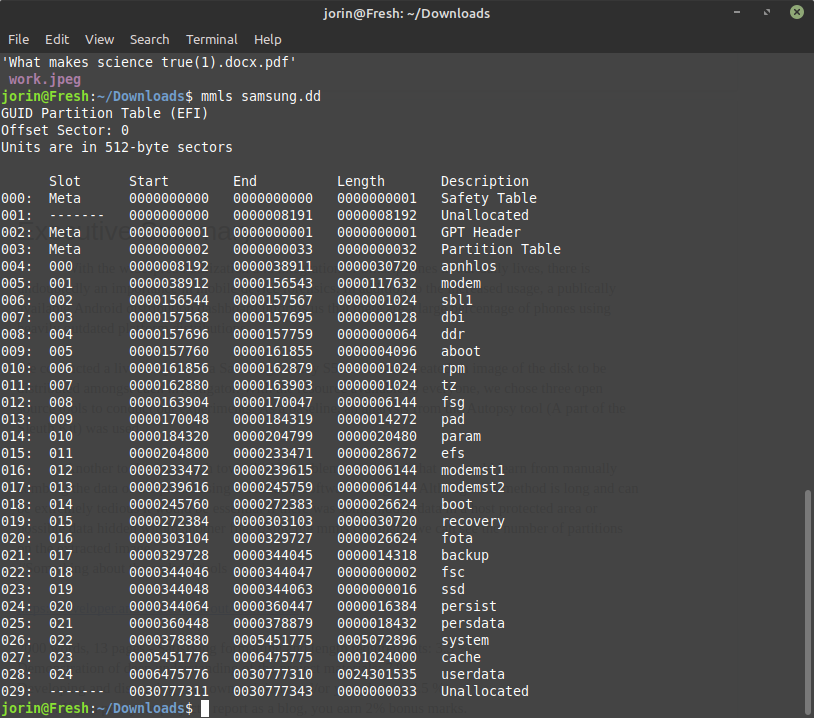 jorin@Fresh: ~/Downloads
File Edit View Search Terminal Help
'What makes science true(1).docx.pdf'
work.jpeg
jorin@Fresh:~/Downloads$ mmls samsung.dd
GUID Partition Table (EFI)
Offset Sector: 0
Units are in 512-byte sectors
Slot Start End Length Description
000: Meta 0000000000 0000000000 0000000001 Safety Table
001: ------- 0000000000 0000008191 0000008192 Unallocated
002: Meta 0000000001 0000000001 0000000001 GPT Header
003: Meta 0000000002 0000000033 0000000032 Partition Table
004: 000 0000008192 0000038911 0000030720 apnhlos
005: 001 0000038912 0000156543 0000117632 modem
006: 002 0000156544 0000157567 0000001024 sbl1
007: 003 0000157568 0000157695 0000000128 dbi
008: 004 0000157696 0000157759 0000000064 ddr
009: 005 0000157760 0000161855 0000004096 aboot
010: 006 0000161856 0000162879 0000001024 rpm
011: 007 0000162880 0000163903 0000001024 tz
012: 008 0000163904 0000170047 0000006144 fsg
013: 009 0000170048 0000184319 0000014272 pad
014: 010 0000184320 0000204799 0000020480 param
015: 011 0000204800 0000233471 0000028672 efs
016: 012 0000233472 0000239615 0000006144 modemst1
017: 013 0000239616 0000245759 0000006144 modemst2
018: 014 0000245760 0000272383 0000026624 boot
019: 015 0000272384 0000303103 0000030720 recovery
020: 016 0000303104 0000329727 0000026624 fota
021: 017 0000329728 0000344045 0000014318 backup
022: 018 0000344046 0000344047 0000000002 fsc
023: 019 0000344048 0000344063 0000000016 ssd
024: 020 0000344064 0000360447 0000016384 persist
025: 021 0000360448 0000378879 0000018432 persdata
026: 022 0000378880 0005451775 0005072896 system
027: 023 0005451776 0006475775 0001024000 cache
028: 024 0006475776 0030777310 0024301535 userdata
029: ------- 0030777311 0030777343 0000000033 Unallocated
jorin@Fresh:~/Downloads$